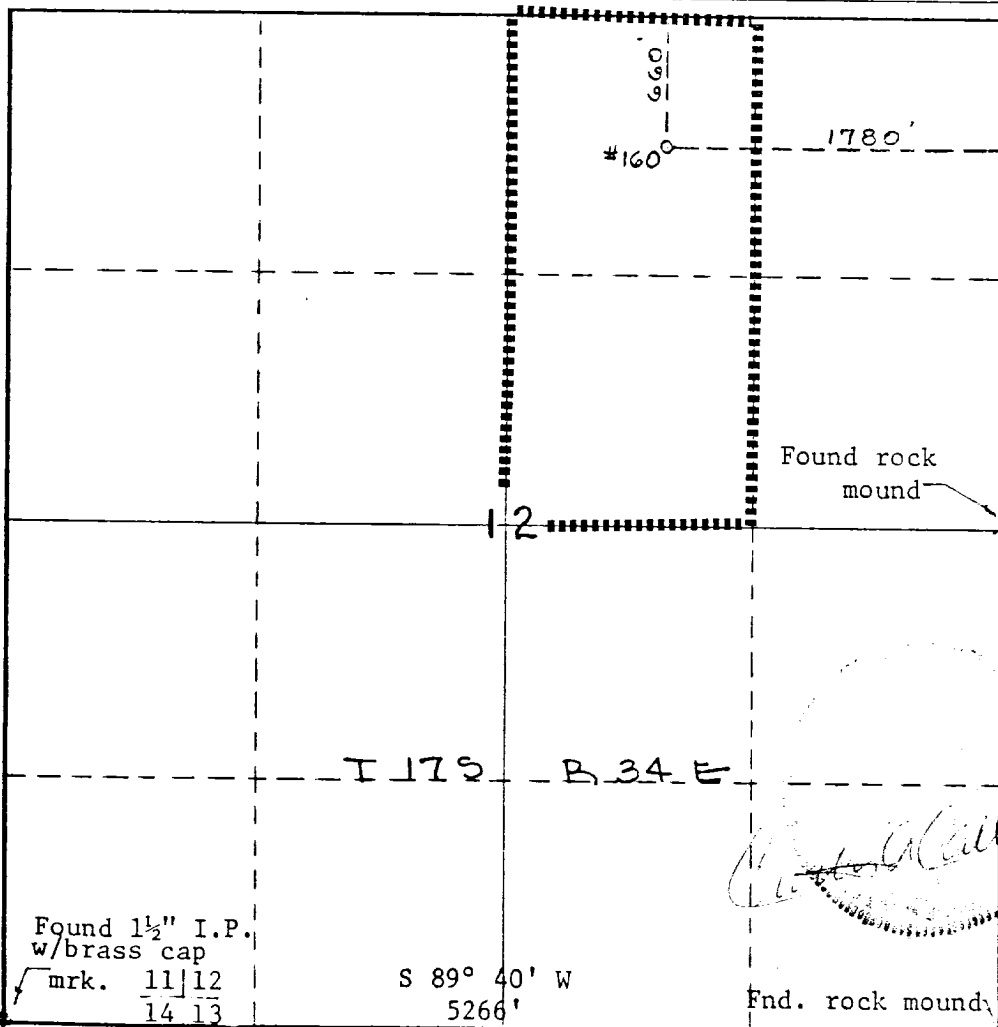 660'
#160
1780'
Found rock
mound
12
T 17 S R 34 E
Found 1½" I.P.
w/brass cap
mrk. 11|12
14 13
S 89° 40' W
5266'
Fnd. rock mound